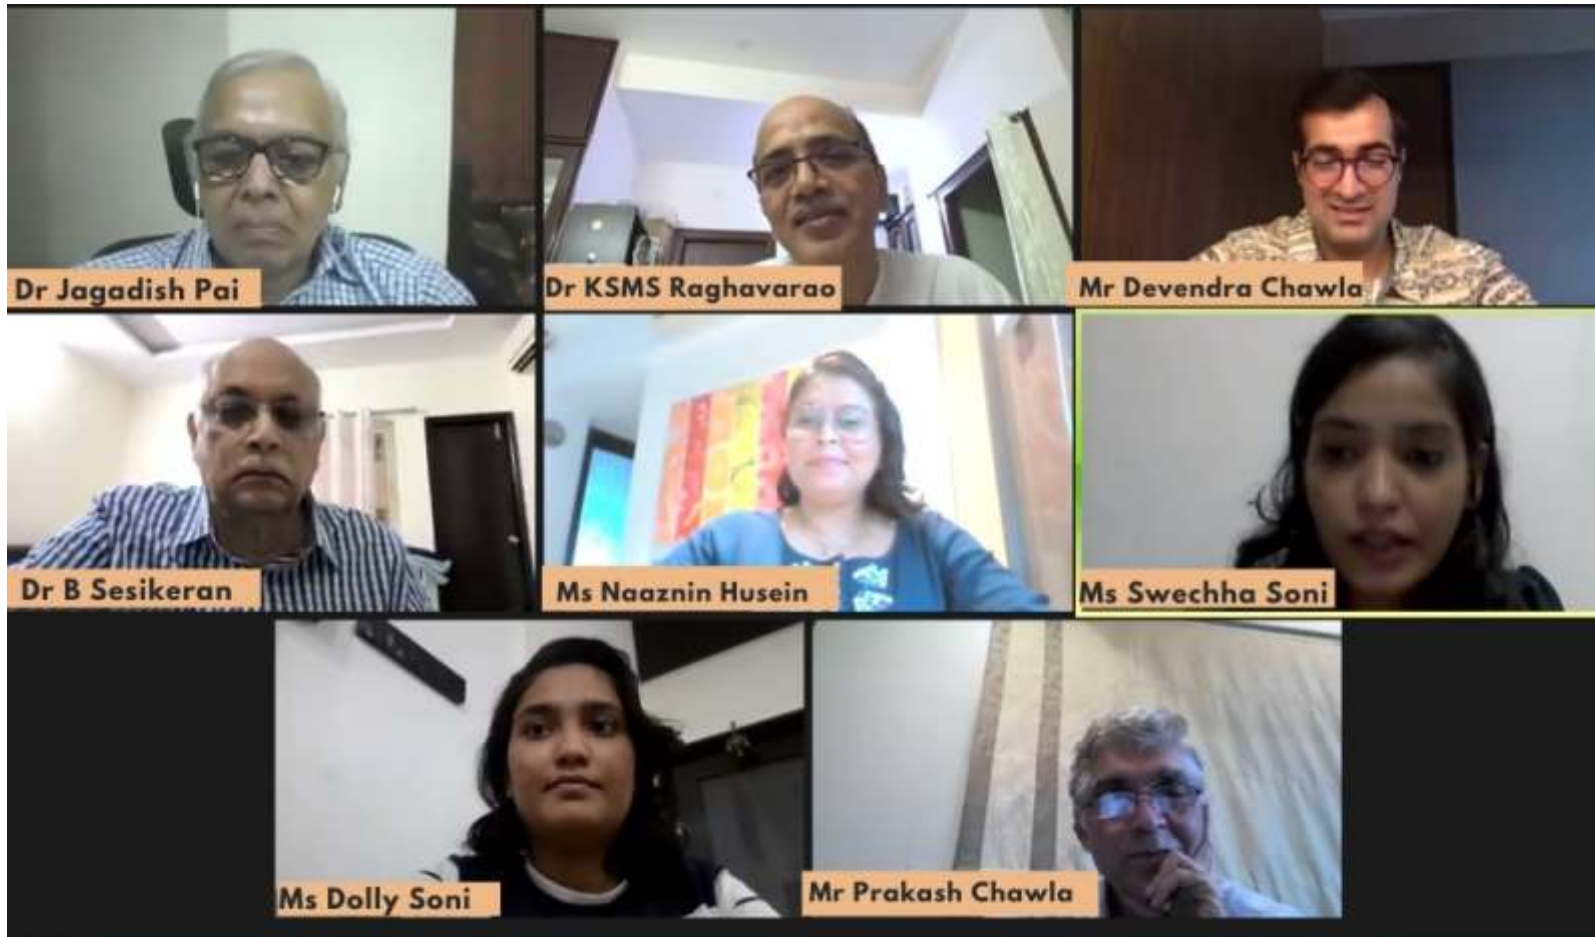 Dr Jagadish Pai
Dr KSMS Raghavarao
Mr Devendra Chawla
Dr B Sesikeran
Ms Naaznin Husein
Ms Swechha Soni
Ms Dolly Soni
Mr Prakash Chawla